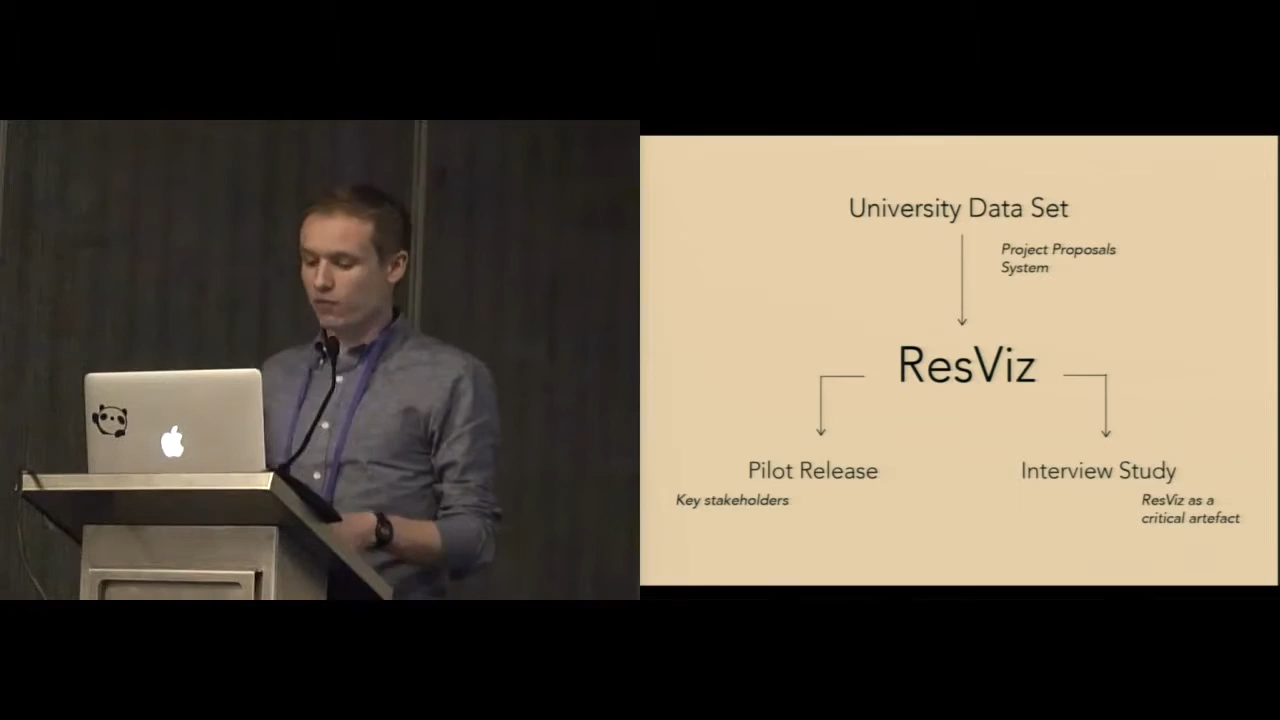 University Data Set
Project Proposals
System
ResViz
Pilot Release
Key stakeholders
Interview Study
ResViz as a
critical artefact